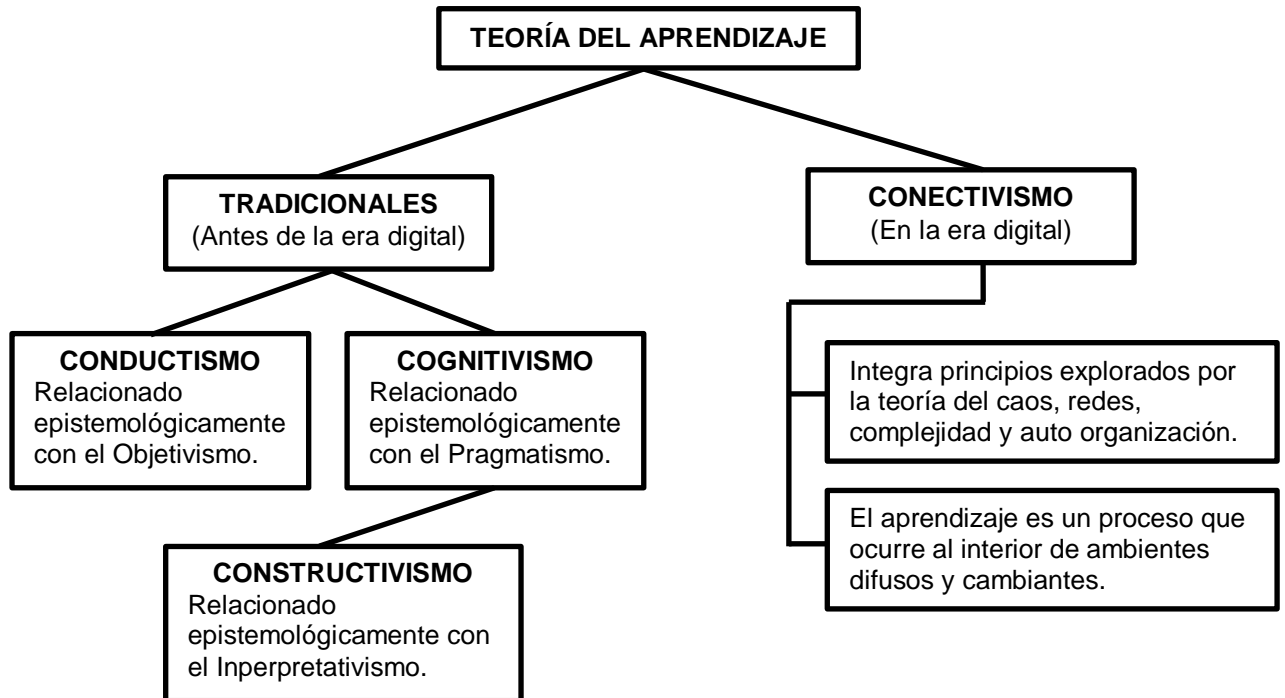 TEORÍA DEL APRENDIZAJE
TRADICIONALES
(Antes de la era digital)
CONDUCTISMO
Relacionado
epistemológicamente
con el Objetivismo.
COGNITIVISMO
Relacionado
epistemológicamente
con el Pragmatismo.
CONSTRUCTIVISMO
Relacionado
epistemológicamente con
el Inperpretativismo.
CONECTIVISMO
(En la era digital)
Integra principios explorados por
la teoría del caos, redes,
complejidad y auto organización.
El aprendizaje es un proceso que
ocurre al interior de ambientes
difusos y cambiantes.